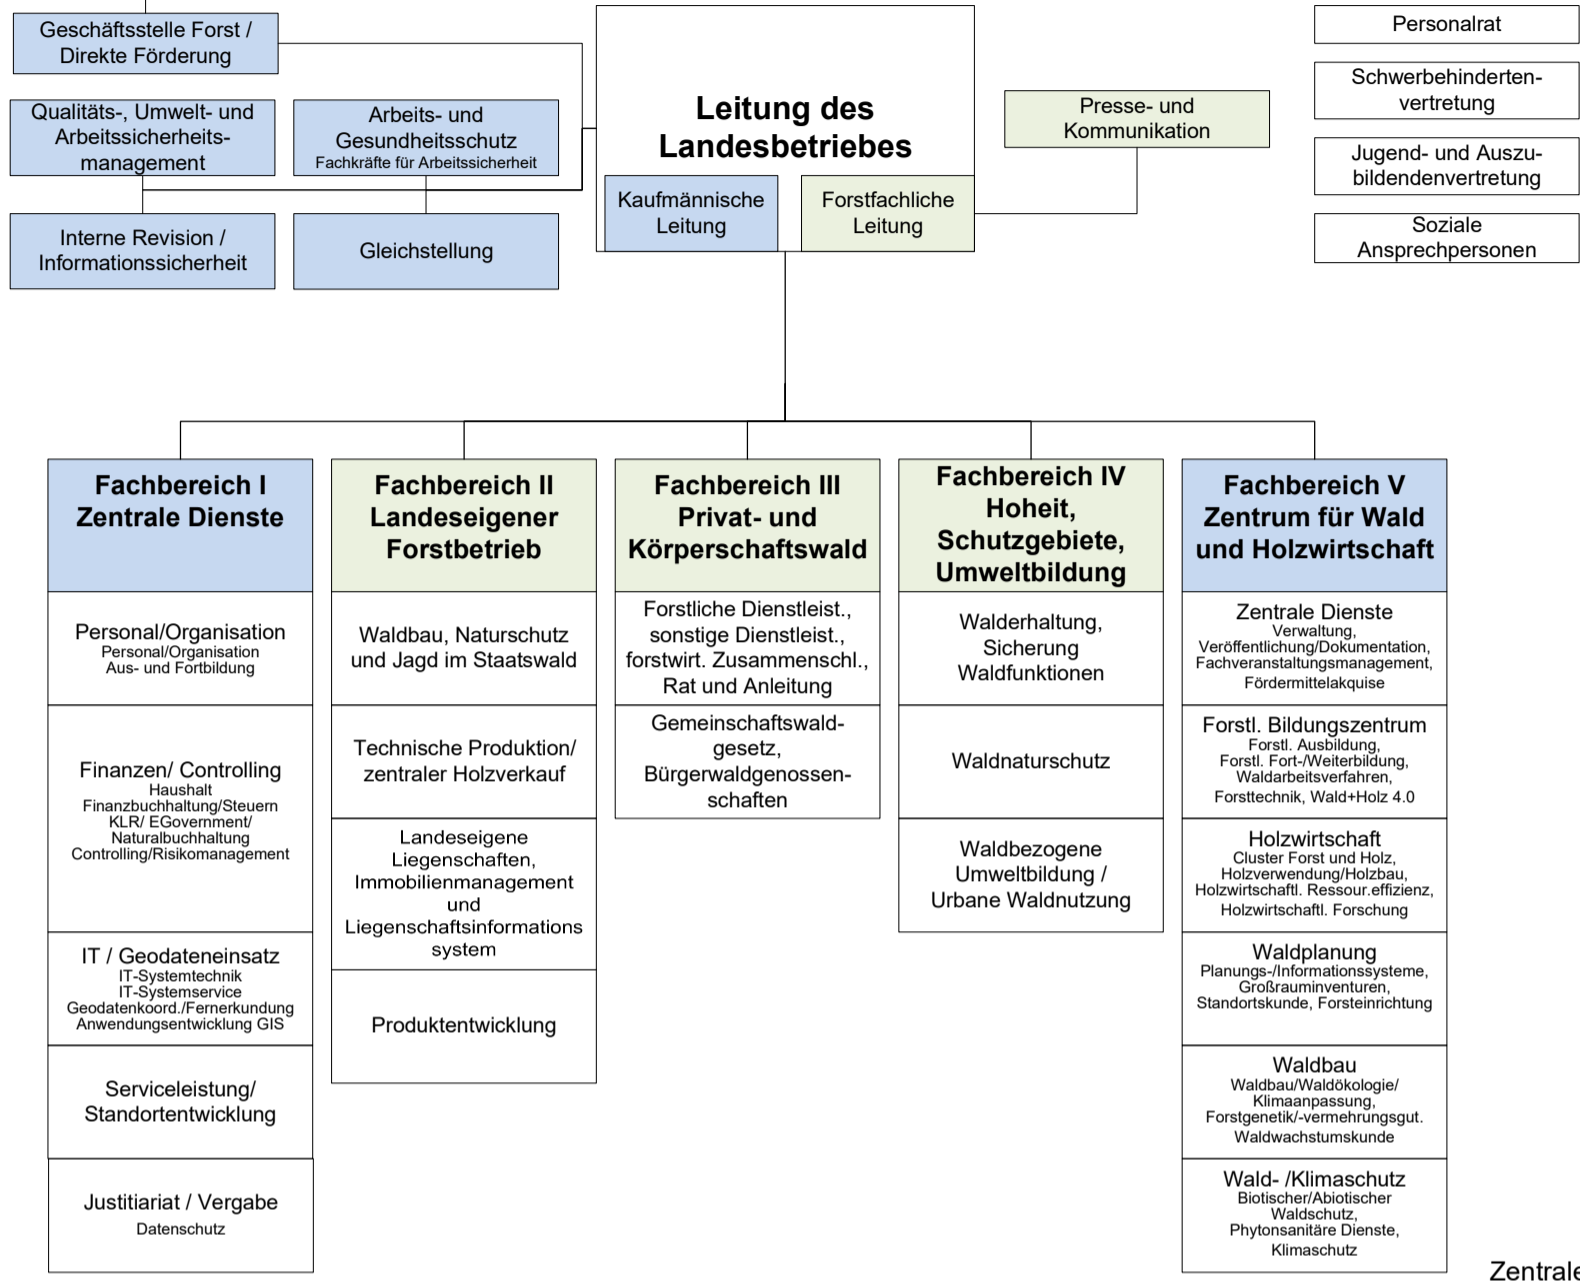 Geschäftsstelle Forst /
Direkte Förderung
Qualitäts-, Umwelt- und
Arbeitssicherheits-
management
Arbeits- und
Gesundheitsschutz
Fachkräfte für Arbeitssicherheit
Interne Revision /
Informationssicherheit
Gleichstellung
Leitung des
Landesbetriebes
Kaufmännische
Leitung
Forstfachliche
Leitung
Presse- und
Kommunikation
Personalrat
Schwerbehinderten-
vertretung
Jugend- und Auszu-
bildendenvertretung
Soziale
Ansprechpersonen
Fachbereich I
Zentrale Dienste
Personal/Organisation
Personal/Organisation
Aus- und Fortbildung
Finanzen/ Controlling
Haushalt
Finanzbuchhaltung/Steuern
KLR/ EGovernment/
Naturalbuchhaltung
Controlling/Risikomanagement
IT / Geodateneinsatz
IT-Systemtechnik
IT-Systemservice
Geodatenkoord./Fernerkundung
Anwendungsentwicklung GIS
Serviceleistung/
Standortentwicklung
Justitiariat / Vergabe
Datenschutz
Fachbereich II
Landeseigener
Forstbetrieb
Waldbau, Naturschutz
und Jagd im Staatswald
Technische Produktion/
zentraler Holzverkauf
Landeseigene
Liegenschaften,
Immobilienmanagement
und
Liegenschaftsinformations
system
Produktentwicklung
Fachbereich III
Privat- und
Körperschaftswald
Forstliche Dienstleist.,
sonstige Dienstleist.,
forstwirt. Zusammenschl.,
Rat und Anleitung
Gemeinschaftswald-
gesetz,
Bürgerwaldgenossen-
schaften
Fachbereich IV
Hoheit,
Schutzgebiete,
Umweltbildung
Walderhaltung,
Sicherung
Waldfunktionen
Waldnaturschutz
Waldbezogene
Umweltbildung /
Urbane Waldnutzung
Fachbereich V
Zentrum für Wald
und Holzwirtschaft
Zentrale Dienste
Verwaltung,
Veröffentlichung/Dokumentation,
Fachveranstaltungsmanagement,
Fördermittelakquise
Forstl. Bildungszentrum
Forstl. Ausbildung,
Forstl. Fort-/Weiterbildung,
Waldarbeitsverfahren,
Forsttechnik, Wald+Holz 4.0
Holzwirtschaft
Cluster Forst und Holz,
Holzverwendung/Holzbau,
Holzwirtschaftl. Ressour.effizienz,
Holzwirtschaftl. Forschung
Waldplanung
Planungs-/Informationssysteme,
Großrauminventuren,
Standortskunde, Forsteinrichtung
Waldbau
Waldbau/Waldökologie/
Klimaanpassung,
Forstgenetik/-vermehrungsgut.
Waldwachstumskunde
Wald- /Klimaschutz
Biotischer/Abiotischer
Waldschutz,
Phytonsanitäre Dienste,
Klimaschutz
Zentrale